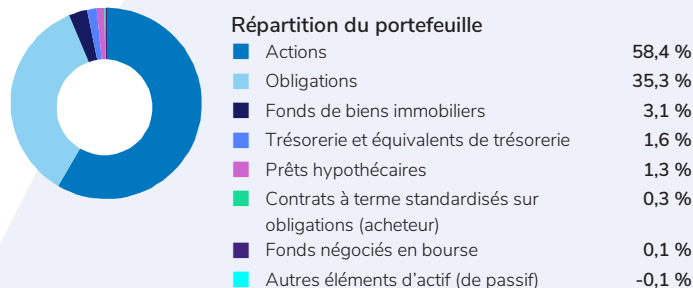 Répartition du portefeuille
Actions 58,4 %
Obligations 35,3 %
Fonds de biens immobiliers 3,1 %
Trésorerie et équivalents de trésorerie 1,6 %
Prêts hypothécaires 1,3 %
Contrats à terme standardisés sur 0,3 %
obligations (acheteur)
Fonds négociés en bourse 0,1 %
Autres éléments d'actif (de passif) -0,1 %